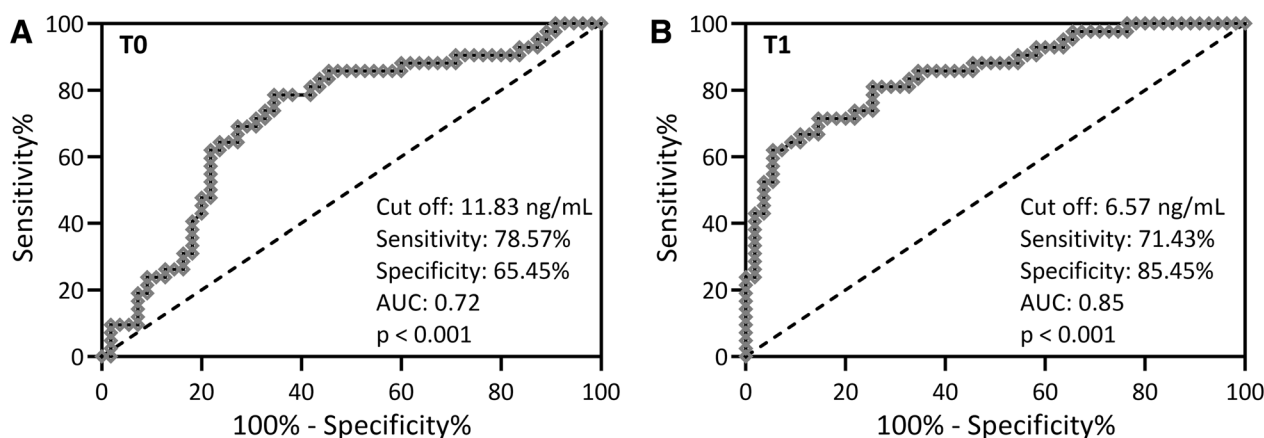 A
T0
Sensitivity%
100
80
60
40
20
0
Cut off: 11.83 ng/mL
Sensitivity: 78.57%
Specificity: 65.45%
AUC: 0.72
p < 0.001
0 20 40 60 80 100
100% - Specificity%
B
T1
Sensitivity%
100
80
60
40
20
0
Cut off: 6.57 ng/mL
Sensitivity: 71.43%
Specificity: 85.45%
AUC: 0.85
p < 0.001
0 20 40 60 80 100
100% - Specificity%